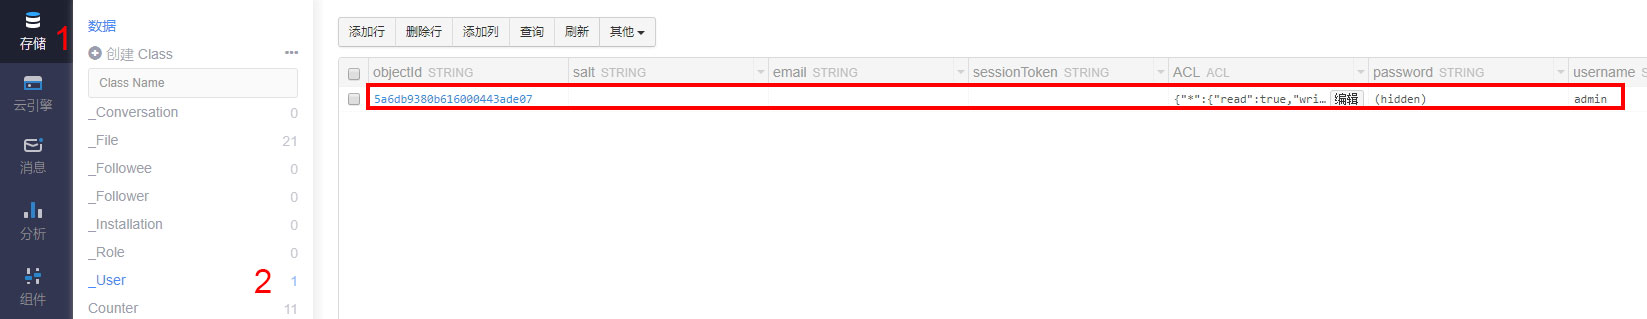 存储
1
云引擎
消息
分析
组件
数据
创建 Class
Class Name
_Conversation 0
_File 21
_Followee 0
_Follower 0
_Installation 0
_Role 0
_User 2 1
Counter 11
添加行 删除行 添加列 查询 刷新 其他
objectId STRING salt STRING email STRING sessionToken STRING ACL ACL password STRING username S
5a6db9380b616000443ade07 {"*":{"read":true,"wri... 编辑 (hidden) admin